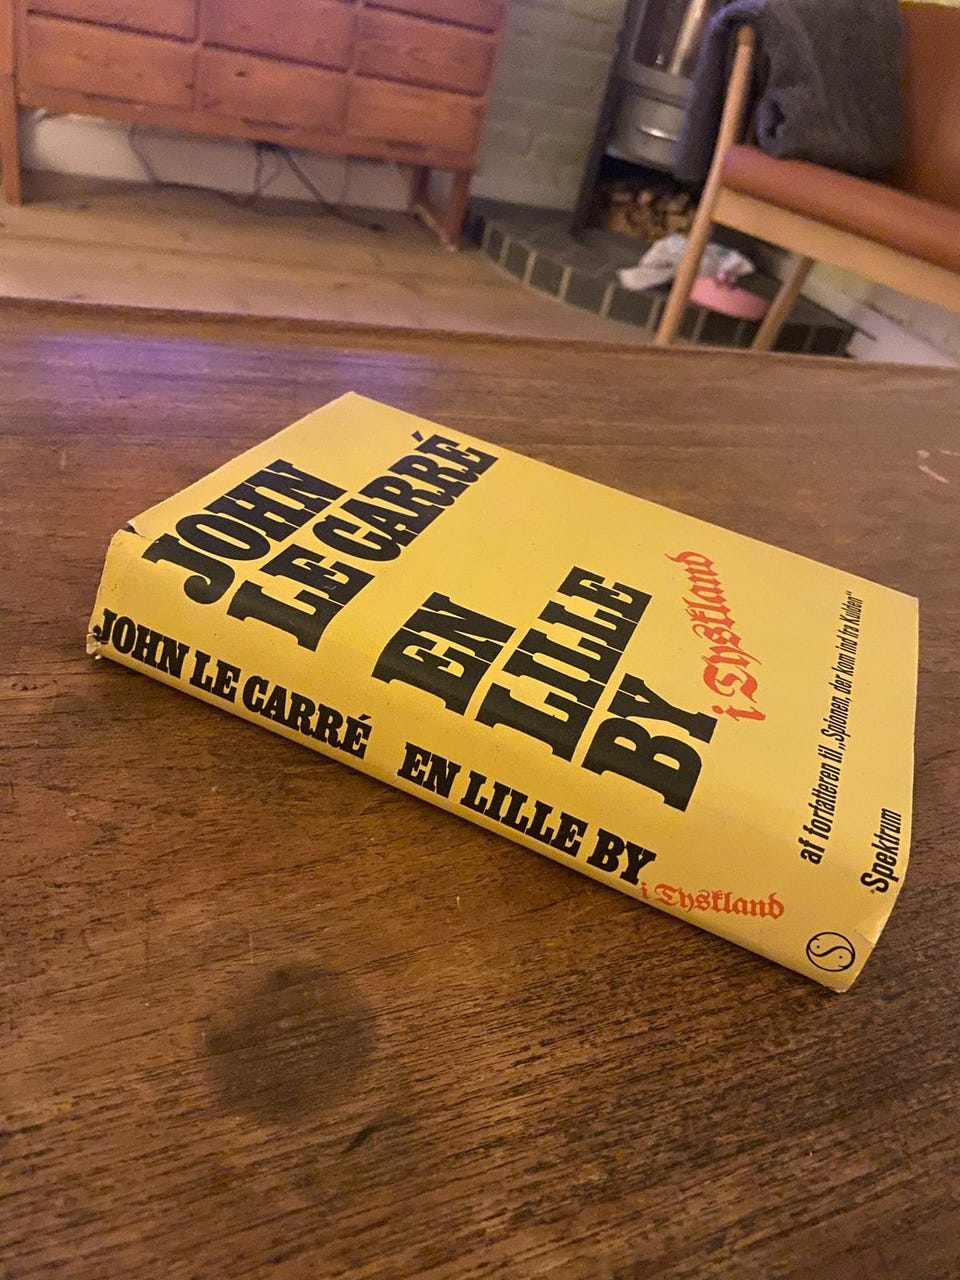 JOHN
LE CARRÉ
EN
LILLE
BY
i Tyskland
af forfatteren til „Spionen, der kom ind fra Kulden“
Spektrum
JOHN LE CARRÉ EN LILLE BY
i Tyskland
S